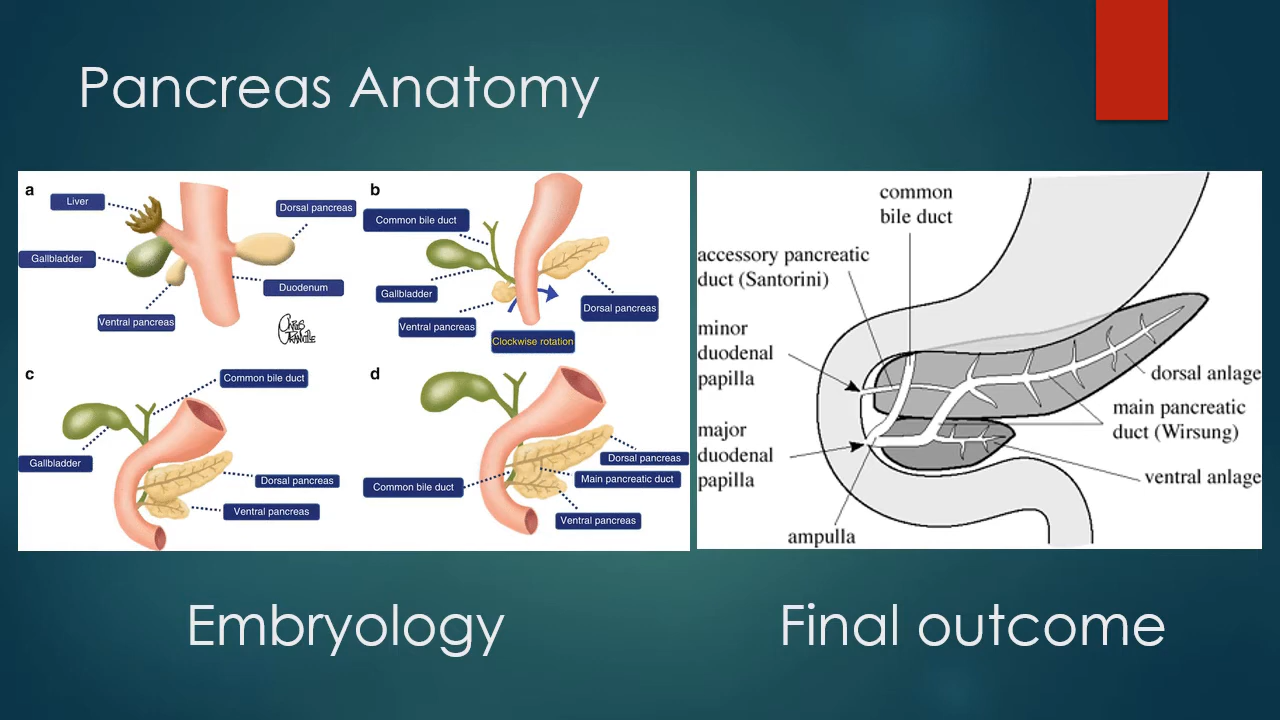 Pancreas Anatomy
a
Liver
Dorsal pancreas
Gallbladder
Duodenum
Ventral pancreas
b
Common bile duct
Gallbladder
Dorsal pancreas
Ventral pancreas
Clockwise rotation
c
Common bile duct
Gallbladder
Dorsal pancreas
Ventral pancreas
d
Dorsal pancreas
Main pancreatic duct
Common bile duct
Ventral pancreas
common
bile duct
accessory pancreatic
duct (Santorini)
minor
duodenal
papilla
dorsal anlage
main pancreatic
duct (Wirsung)
major
duodenal
papilla
ventral anlage
ampulla
Embryology
Final outcome